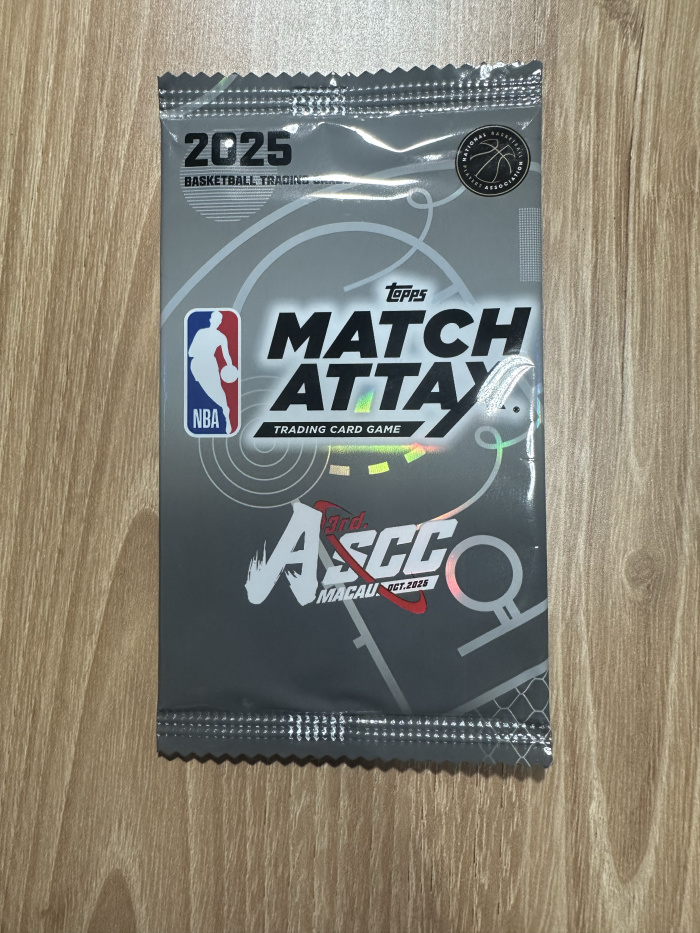 2025
BASKETBALL TRADING CARDS
NATIONAL BASKETBALL
PLAYERS ASSOCIATION
topps
MATCH
ATTAX
TRADING CARD GAME
NBA
3rd.
ASCC
MACAU. OCT.2025